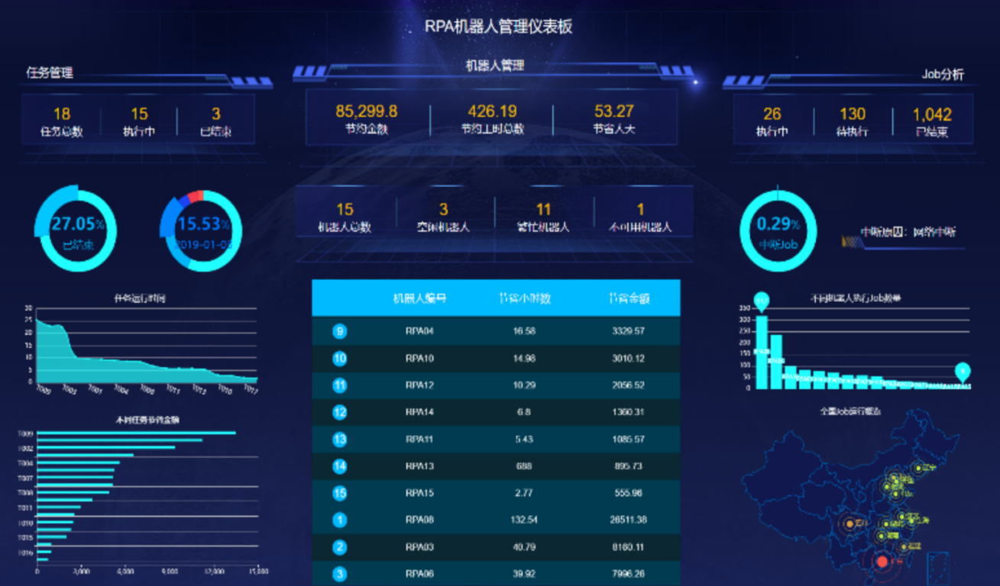 RPA机器人管理仪表板
任务管理
18 15 3
任务总数 执行中 已结束
27.05%
已结束
15.53%
任务运行时间
30
25
20
15
10
5
0
不同任务节省金额
T009
T002
T004
T007
T008
T011
T010
T015
T016
0 3,000 6,000 9,000 12,000 15,000
机器人管理
85,299.8 426.19 53.27
节约金额 节约工时总数 节省人天
15 3 11 1
机器人总数 空闲机器人 繁忙机器人 不可用机器人
机器人编号 节省小时数 节省金额
9 RPA04 16.58 3329.57
10 RPA10 14.98 3010.12
11 RPA12 10.29 2056.52
12 RPA14 6.8 1360.31
13 RPA11 5.43 1085.57
14 RPA13 688 895.73
15 RPA15 2.77 555.96
1 RPA08 132.54 26511.38
2 RPA03 40.79 8160.11
3 RPA06 39.92 7996.26
Job分析
26 130 1,042
执行中 待执行 已结束
0.29%
中断Job
中断原因：网络中断
不同机器人执行Job数量
350
300
250
200
150
100
50
0
全国Job运行概览
辽宁